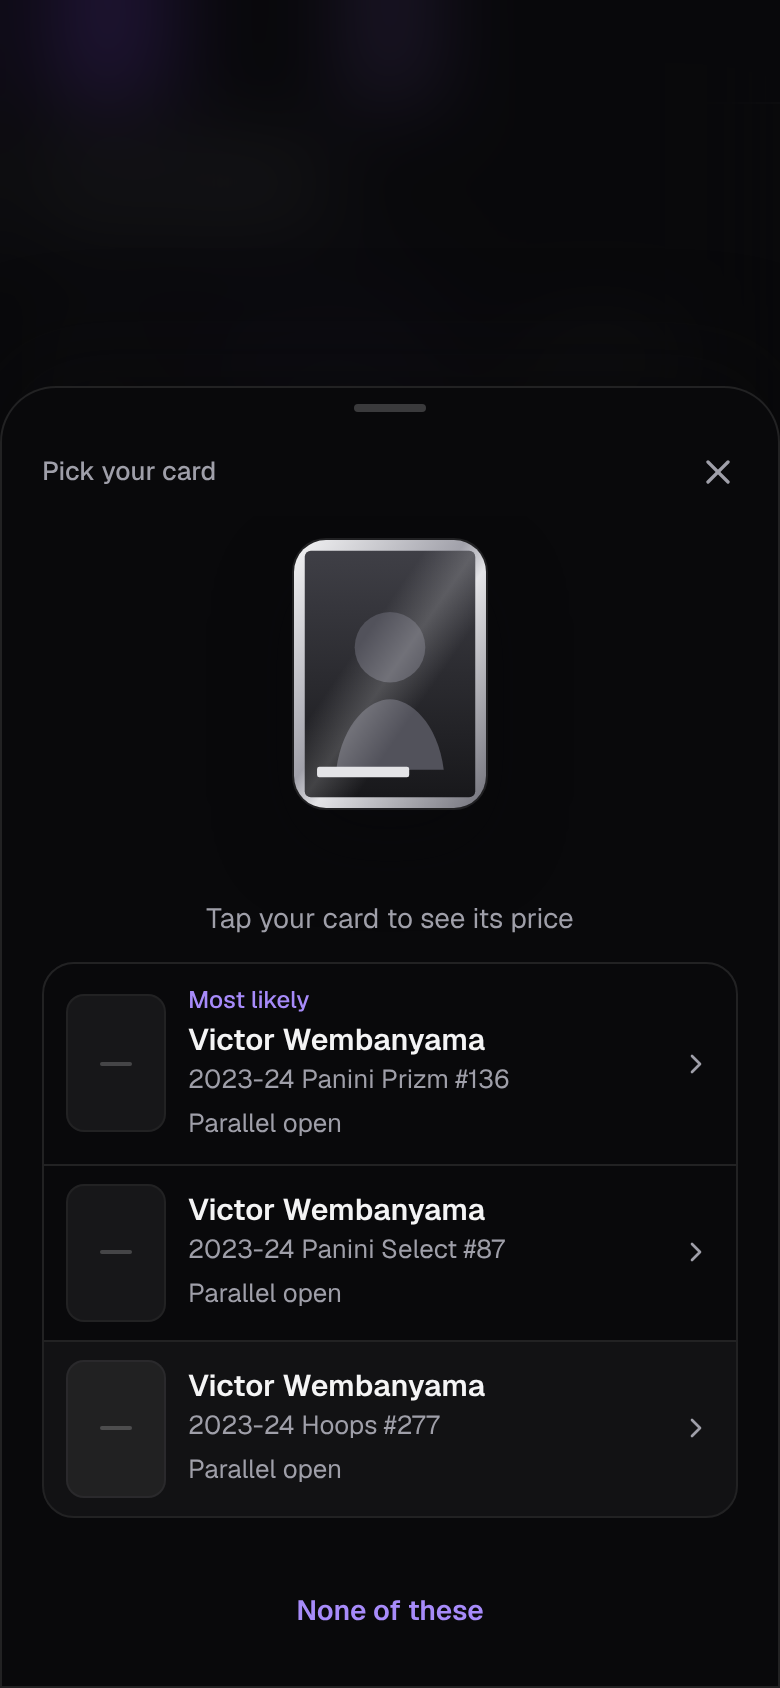 Pick your card
Tap your card to see its price
Most likely
Victor Wembanyama
2023-24 Panini Prizm #136
Parallel open
Victor Wembanyama
2023-24 Panini Select #87
Parallel open
Victor Wembanyama
2023-24 Hoops #277
Parallel open
None of these